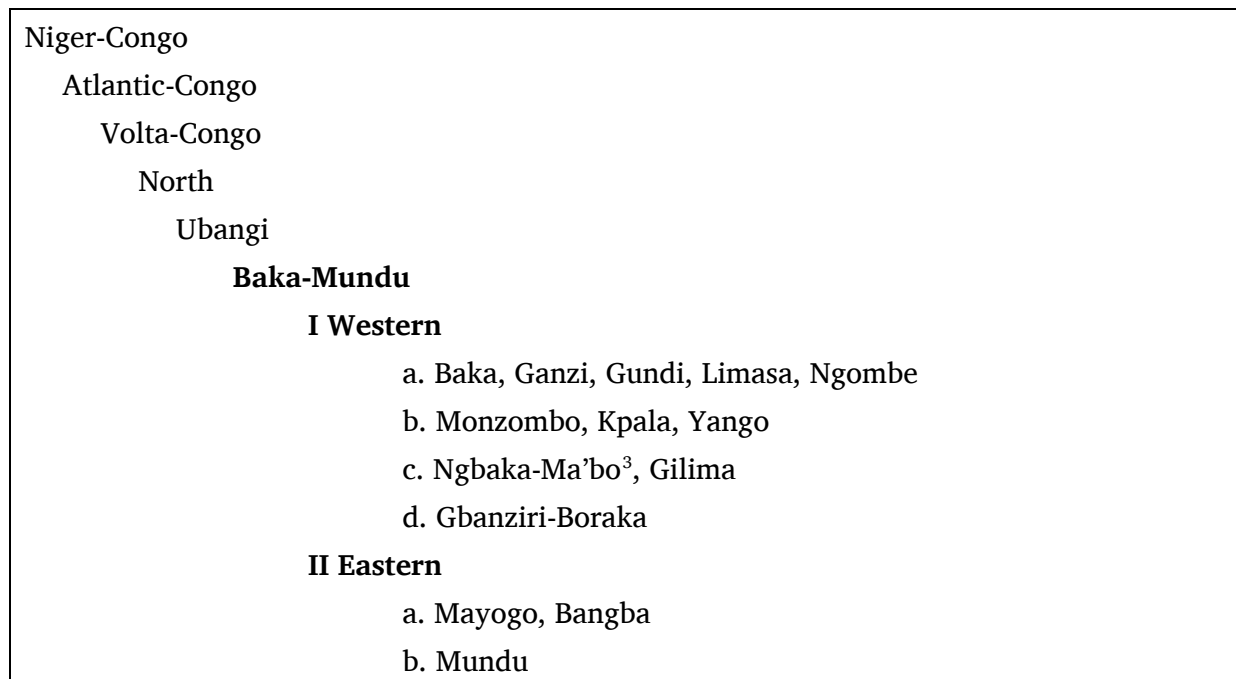 Niger-Congo
Atlantic-Congo
Volta-Congo
North
Ubangi
Baka-Mundu
I Western
a. Baka, Ganzi, Gundi, Limasa, Ngombe
b. Monzombo, Kpala, Yango
c. Ngbaka-Ma’bo³, Gilima
d. Gbanziri-Boraka
II Eastern
a. Mayogo, Bangba
b. Mundu